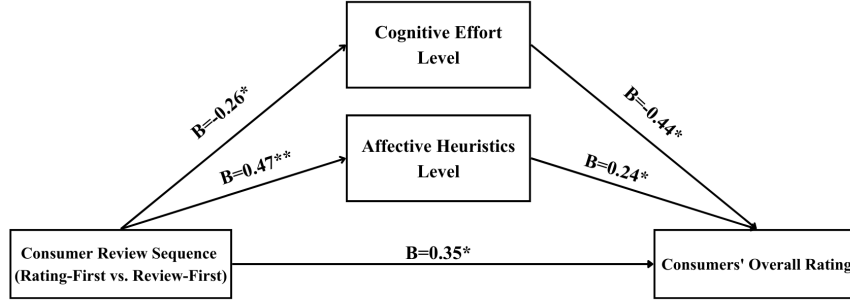 Cognitive Effort
Level
B=-0.26*
B=-0.44*
Affective Heuristics
Level
B=0.47**
B=0.24*
Consumer Review Sequence
(Rating-First vs. Review-First)
B=0.35*
Consumers' Overall Rating